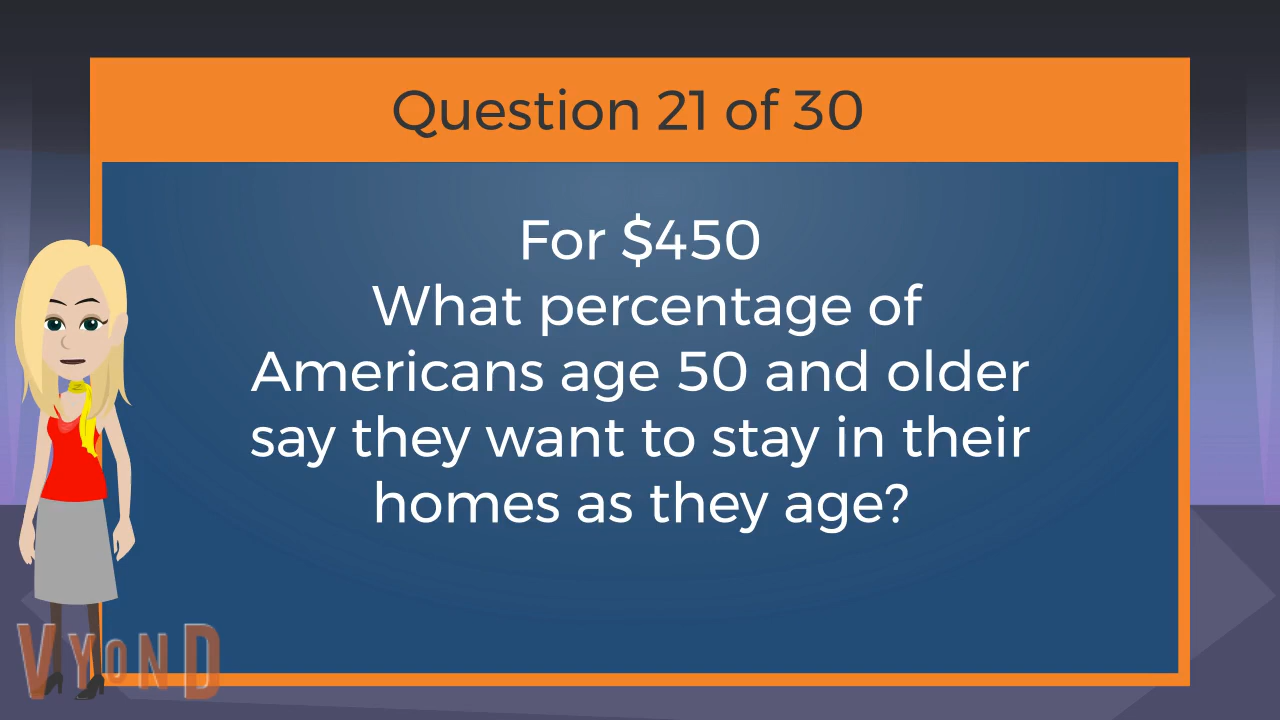 Question 21 of 30
For $450
What percentage of
Americans age 50 and older
say they want to stay in their
homes as they age?
VYOND